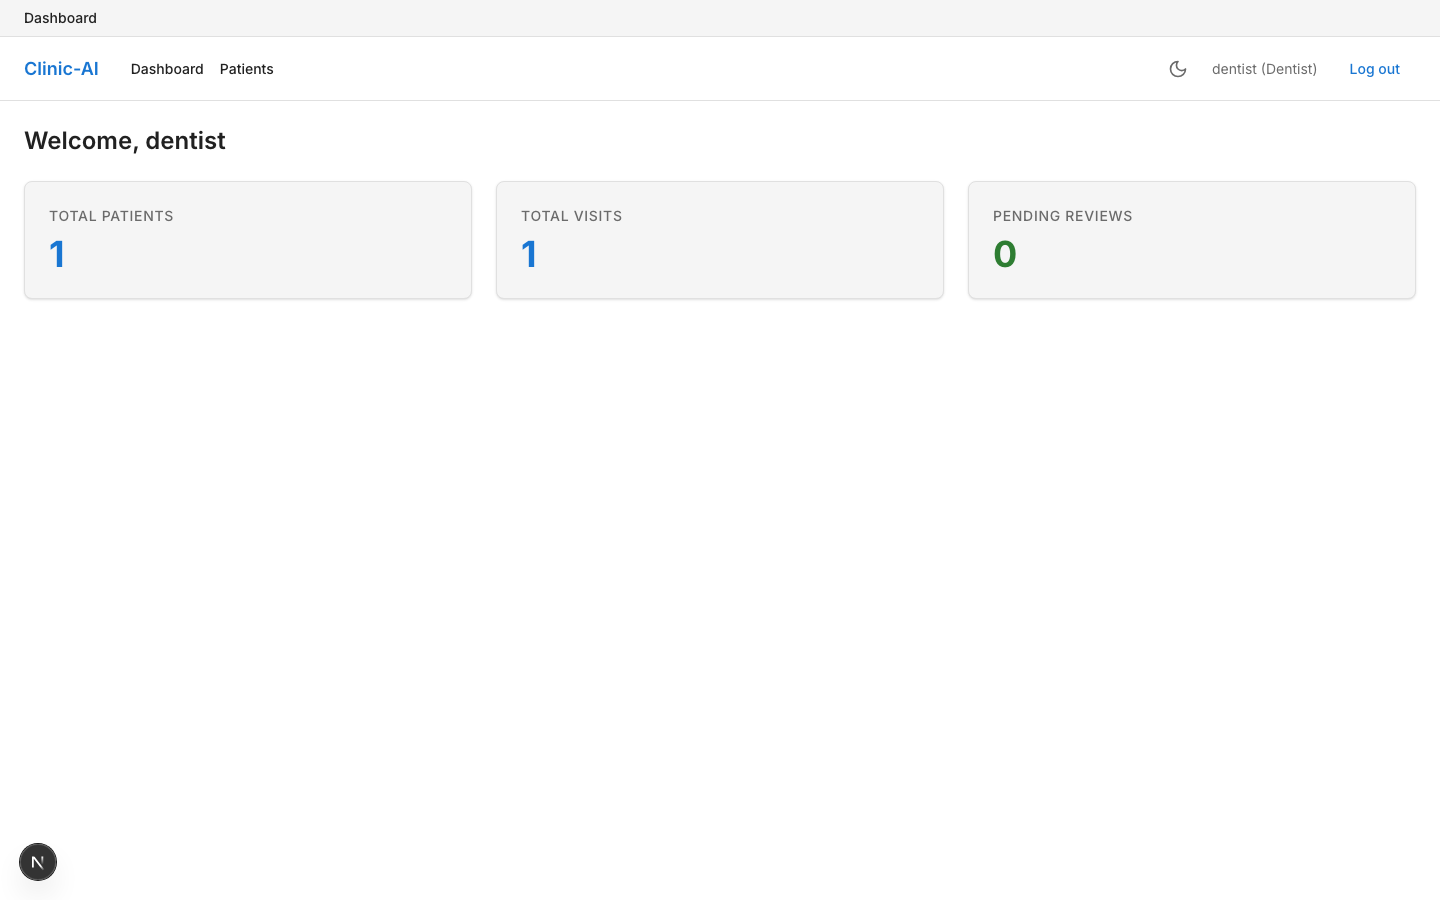 Dashboard
Clinic-AI Dashboard Patients dentist (Dentist) Log out
Welcome, dentist
TOTAL PATIENTS
1
TOTAL VISITS
1
PENDING REVIEWS
0
N